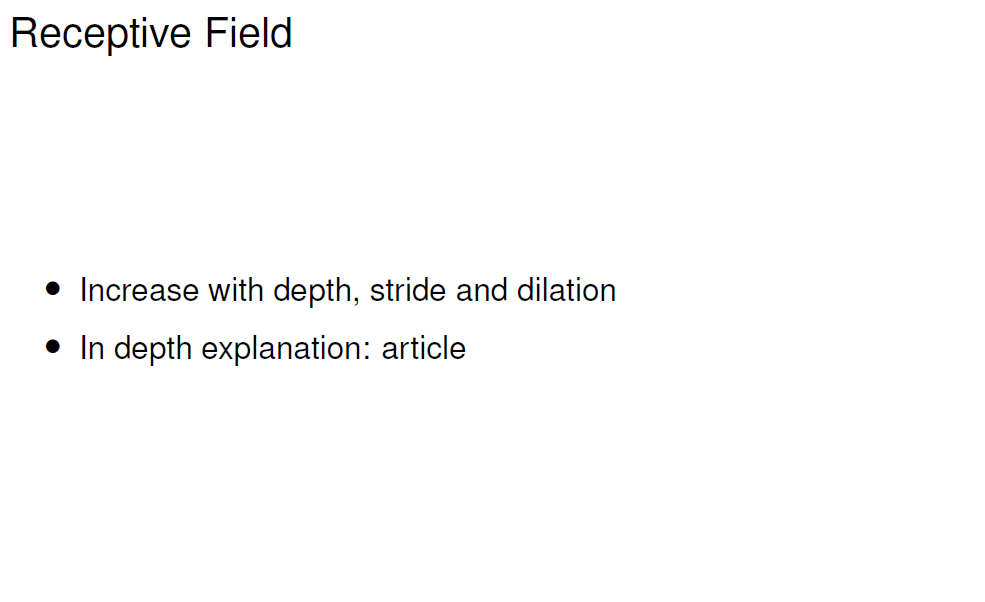 Receptive Field
● Increase with depth, stride and dilation
● In depth explanation: article